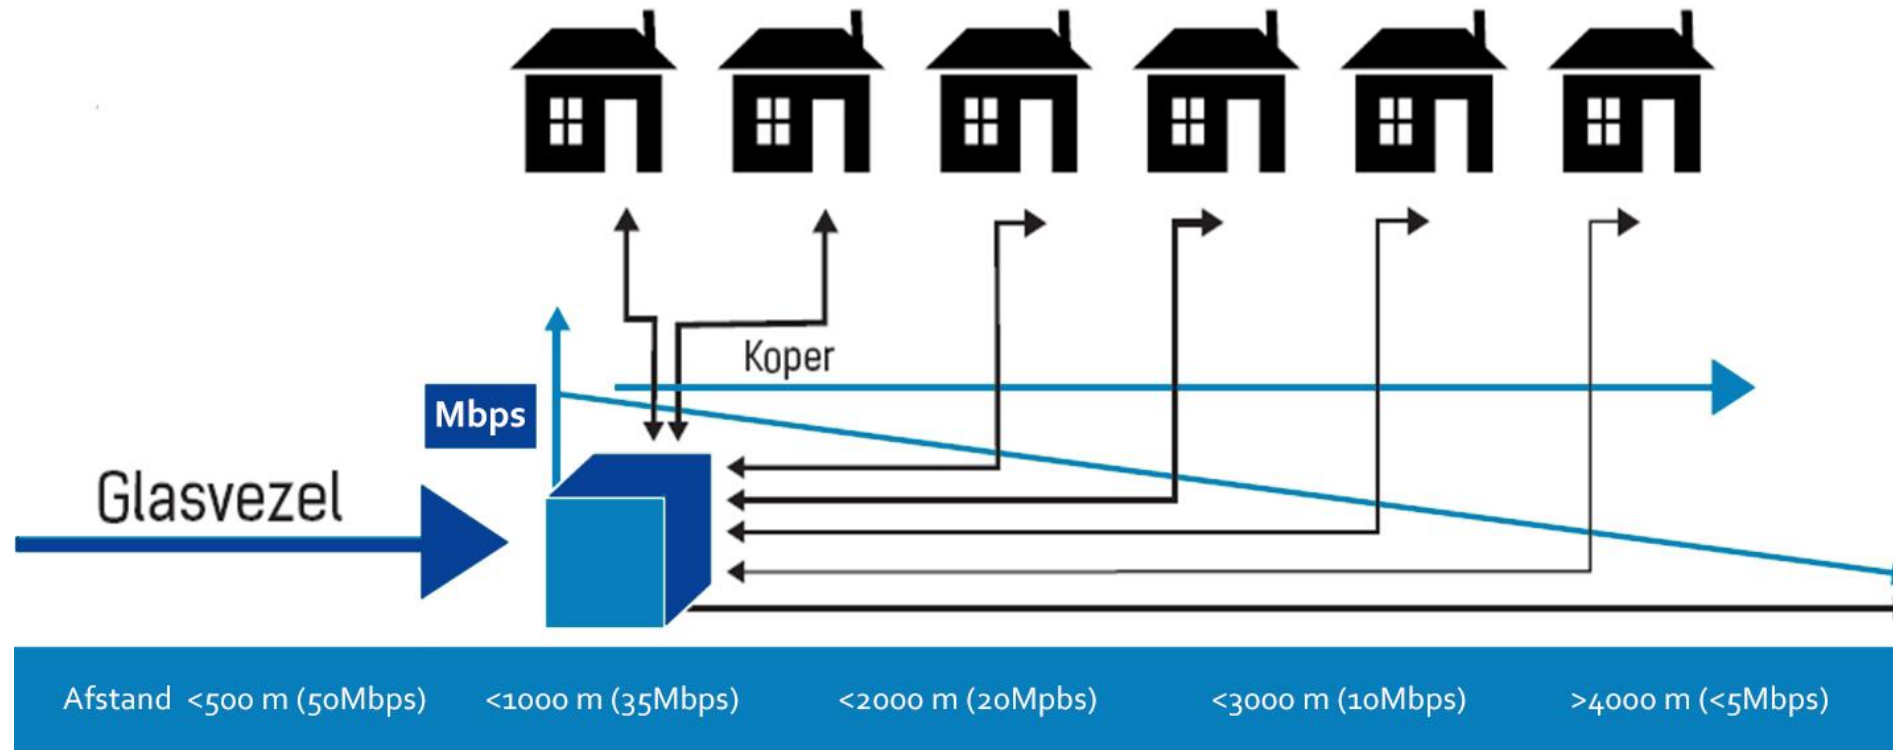 Koper
Mbps
Glasvezel
Afstand <500 m (50Mbps) <1000 m (35Mbps) <2000 m (20Mpbs) <3000 m (10Mbps) >4000 m (<5Mbps)